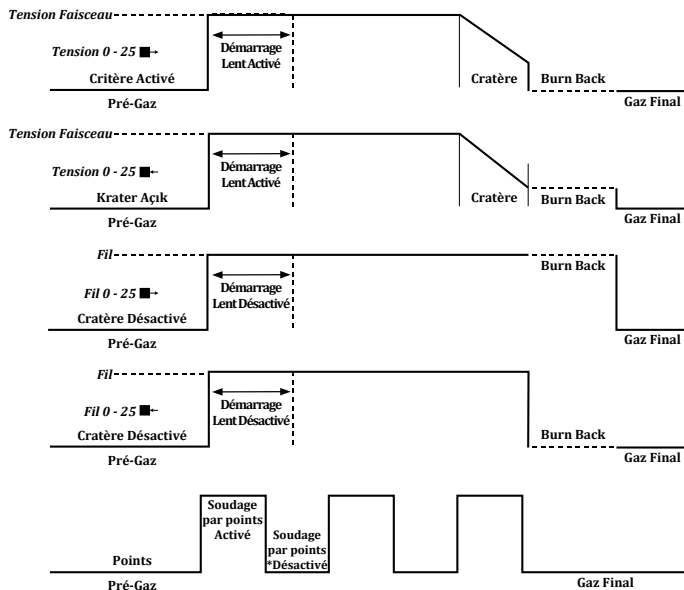 Tension Faisceau
Tension 0 - 25
Démarrage
Lent Activé
Critère Activé
Cratère
Burn Back
Pré-Gaz
Gaz Final
Tension Faisceau
Tension 0 - 25
Démarrage
Lent Activé
Krater Açık
Cratère
Burn Back
Pré-Gaz
Gaz Final
Fil
Burn Back
Fil 0 - 25
Démarrage
Lent Désactivé
Cratère Désactivé
Pré-Gaz
Gaz Final
Fil
Fil 0 - 25
Démarrage
Lent Désactivé
Cratère Désactivé
Burn Back
Pré-Gaz
Gaz Final
Soudage
par points
Activé
Soudage
par points
*Désactivé
Points
Pré-Gaz
Gaz Final